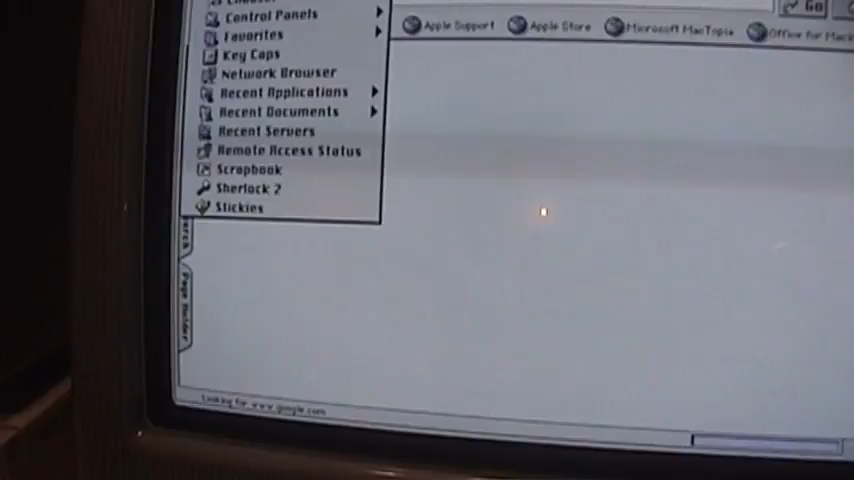 Control Panels
Favorites
Key Caps
Network Browser
Recent Applications
Recent Documents
Recent Servers
Remote Access Status
Scrapbook
Sherlock 2
Stickies
Go
Apple Support
Apple Store
Microsoft MacTopia
Office for
Page Holder
Looking for www.google.com